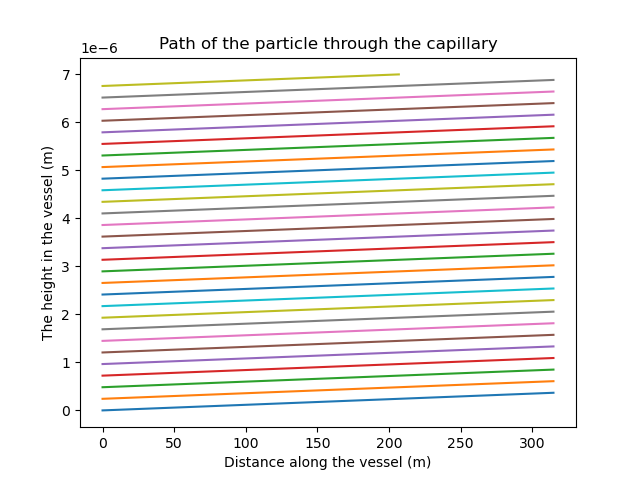 Path of the particle through the capillary
1e−6
7
6
5
4
3
2
1
0
The height in the vessel (m)
0 50 100 150 200 250 300
Distance along the vessel (m)